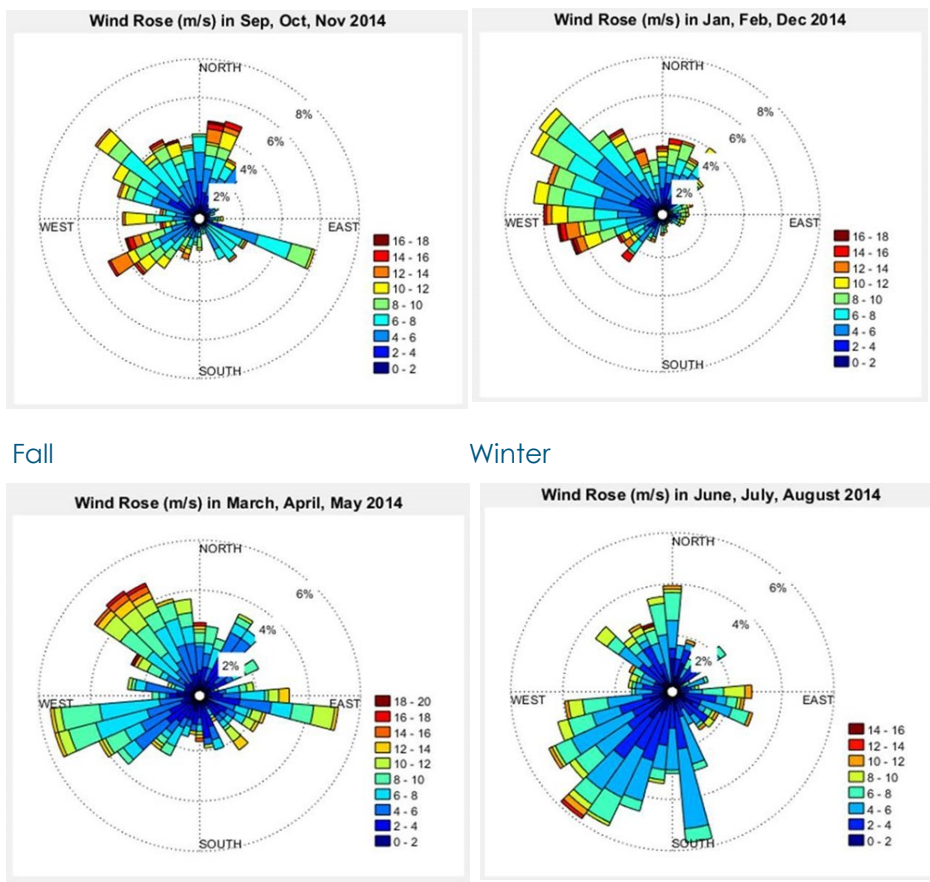 Wind Rose (m/s) in Sep, Oct, Nov 2014
NORTH
8%
6%
4%
2%
WEST
EAST
SOUTH
16 - 18
14 - 16
12 - 14
10 - 12
8 - 10
6 - 8
4 - 6
2 - 4
0 - 2
Wind Rose (m/s) in Jan, Feb, Dec 2014
NORTH
8%
6%
4%
2%
WEST
EAST
SOUTH
16 - 18
14 - 16
12 - 14
10 - 12
8 - 10
6 - 8
4 - 6
2 - 4
0 - 2
Fall
Winter
Wind Rose (m/s) in March, April, May 2014
NORTH
6%
4%
2%
WEST
EAST
SOUTH
18 - 20
16 - 18
14 - 16
12 - 14
10 - 12
8 - 10
6 - 8
4 - 6
2 - 4
0 - 2
Wind Rose (m/s) in June, July, August 2014
NORTH
6%
4%
2%
WEST
EAST
SOUTH
14 - 16
12 - 14
10 - 12
8 - 10
6 - 8
4 - 6
2 - 4
0 - 2